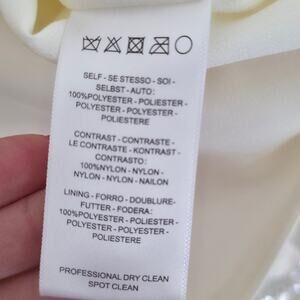 SELF - SE STESSO - SOI -
SELBST - AUTO:
100%POLYESTER - POLIESTER -
POLYESTER - POLYESTER -
POLIESTERE
CONTRAST - CONTRASTE -
LE CONTRASTE - KONTRAST -
CONTRASTO:
100%NYLON - NYLON -
NYLON - NYLON - NAILON
LINING - FORRO - DOUBLURE-
FUTTER - FODERA:
100%POLYESTER - POLIESTER -
POLYESTER - POLYESTER -
POLIESTERE
PROFESSIONAL DRY CLEAN
SPOT CLEAN